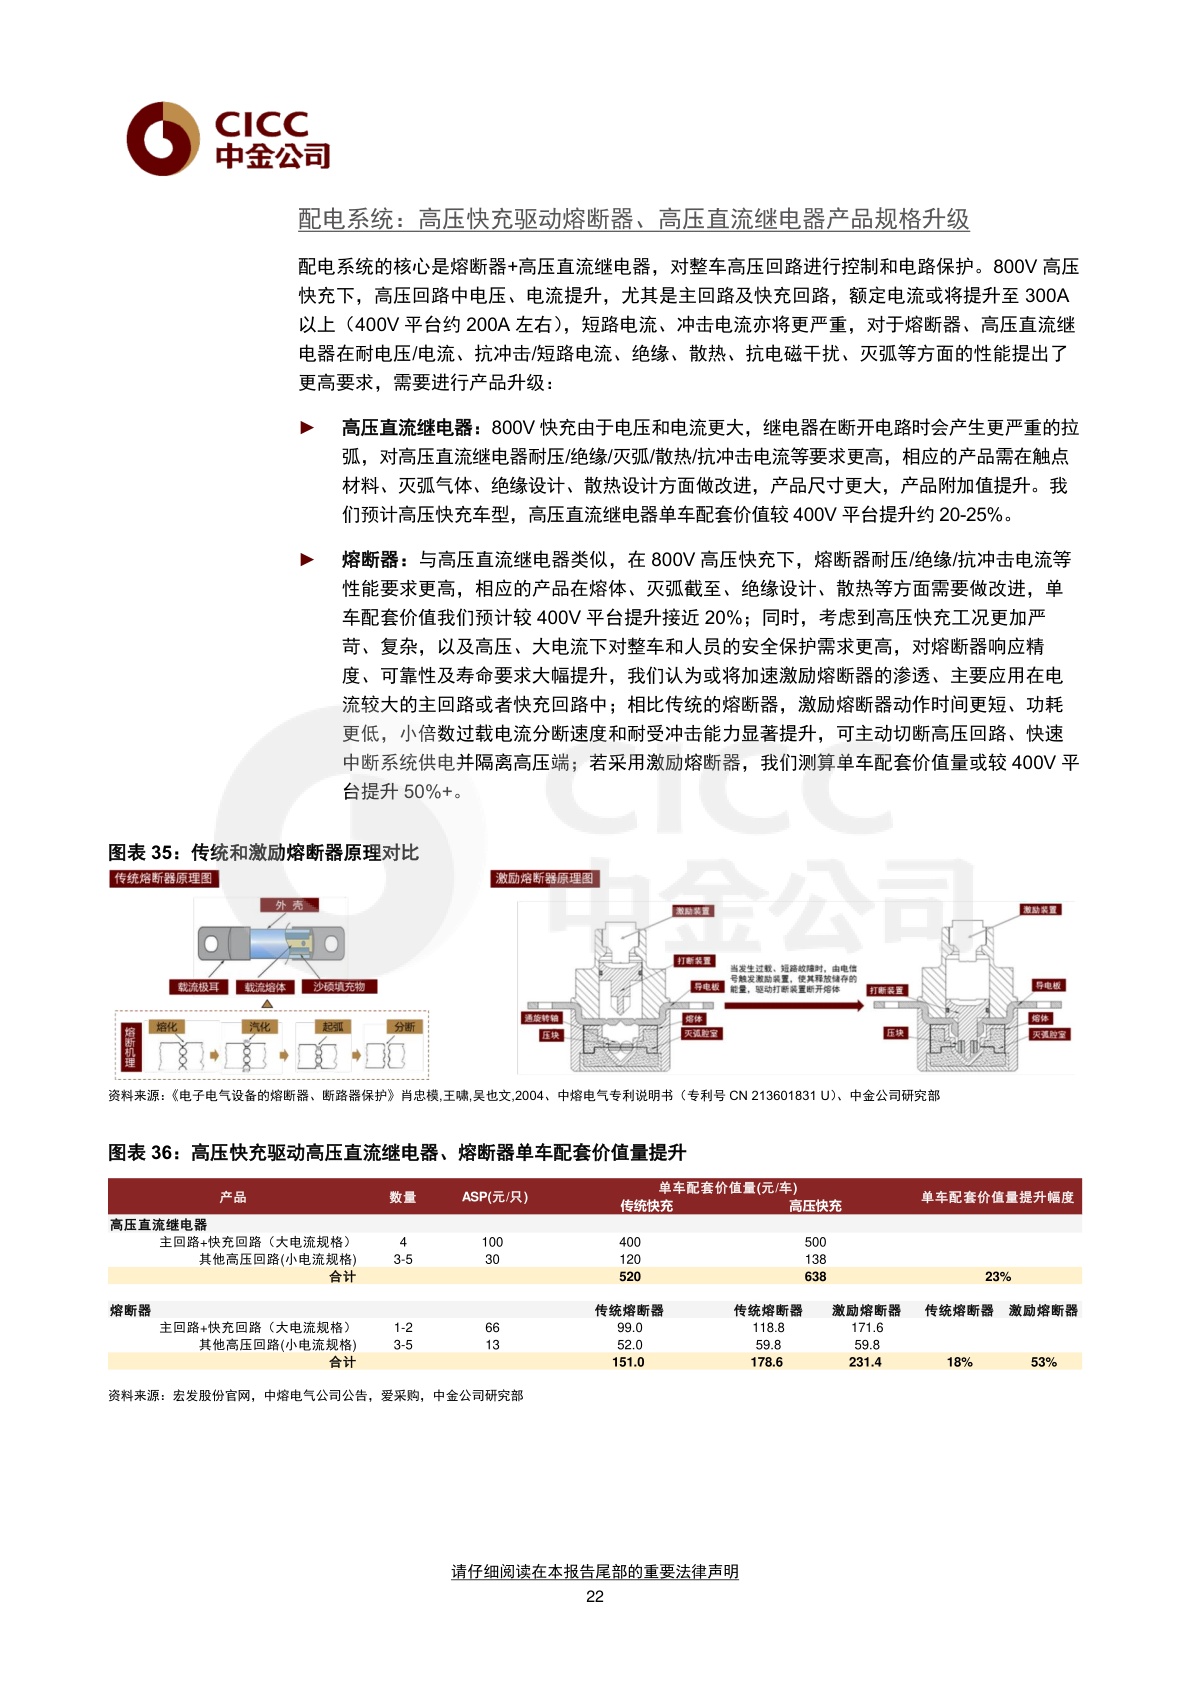 CICC
中金公司
配电系统：高压快充驱动熔断器、高压直流继电器产品规格升级
配电系统的核心是熔断器+高压直流继电器，对整车高压回路进行控制和电路保护。800V 高压
快充下，高压回路中电压、电流提升，尤其是主回路及快充回路，额定电流或将提升至 300A
以上（400V 平台约 200A 左右），短路电流、冲击电流亦将更严重，对于熔断器、高压直流继
电器在耐电压/电流、抗冲击/短路电流、绝缘、散热、抗电磁干扰、灭弧等方面的性能提出了
更高要求，需要进行产品升级：
► 高压直流继电器：800V 快充由于电压和电流更大，继电器在断开电路时会产生更严重的拉
弧，对高压直流继电器耐压/绝缘/灭弧/散热/抗冲击电流等要求更高，相应的产品需在触点
材料、灭弧气体、绝缘设计、散热设计方面做改进，产品尺寸更大，产品附加值提升。我
们预计高压快充车型，高压直流继电器单车配套价值较 400V 平台提升约 20-25%。
► 熔断器：与高压直流继电器类似，在 800V 高压快充下，熔断器耐压/绝缘/抗冲击电流等
性能要求更高，相应的产品在熔体、灭弧截至、绝缘设计、散热等方面需要做改进，单
车配套价值我们预计较 400V 平台提升接近 20%；同时，考虑到高压快充工况更加严
苛、复杂，以及高压、大电流下对整车和人员的安全保护需求更高，对熔断器响应精
度、可靠性及寿命要求大幅提升，我们认为或将加速激励熔断器的渗透、主要应用在电
流较大的主回路或者快充回路中；相比传统的熔断器，激励熔断器动作时间更短、功耗
更低，小倍数过载电流分断速度和耐受冲击能力显著提升，可主动切断高压回路、快速
中断系统供电并隔离高压端；若采用激励熔断器，我们测算单车配套价值量或较 400V 平
台提升 50%+。
图表 35：传统和激励熔断器原理对比
传统熔断器原理图
外 壳
载流极耳 载流熔体 沙硕填充物
熔断机理
熔化 汽化 起弧 分断
激励熔断器原理图
激励装置
打断装置
导电板
通旋转轴
熔体
压块
灭弧腔室
当发生过载、短路故障时，由电信
号触发激励装置，使其释放储存的
能量，驱动打断装置断开熔体
激励装置
打断装置
导电板
熔体
压块
灭弧腔室
资料来源：《电子电气设备的熔断器、断路器保护》肖忠模,王啸,吴也文,2004、中熔电气专利说明书（专利号 CN 213601831 U）、中金公司研究部
图表 36：高压快充驱动高压直流继电器、熔断器单车配套价值量提升
产品 数量 ASP(元/只) 单车配套价值量(元/车) 单车配套价值量提升幅度
传统快充 高压快充
高压直流继电器
主回路+快充回路（大电流规格） 4 100 400 500
其他高压回路(小电流规格) 3-5 30 120 138
合计 520 638 23%
熔断器 传统熔断器 传统熔断器 激励熔断器 传统熔断器 激励熔断器
主回路+快充回路（大电流规格） 1-2 66 99.0 118.8 171.6
其他高压回路(小电流规格) 3-5 13 52.0 59.8 59.8
合计 151.0 178.6 231.4 18% 53%
资料来源：宏发股份官网，中熔电气公司公告，爱采购，中金公司研究部
请仔细阅读在本报告尾部的重要法律声明
22